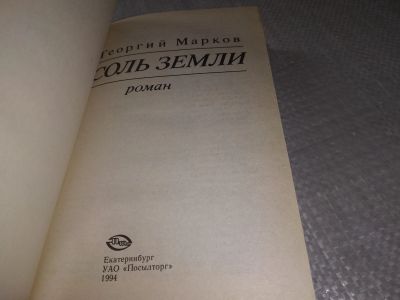 Георгий Марков
СОЛЬ ЗЕМЛИ
роман
Екатеринбург
УАО «Посылторг»
1994